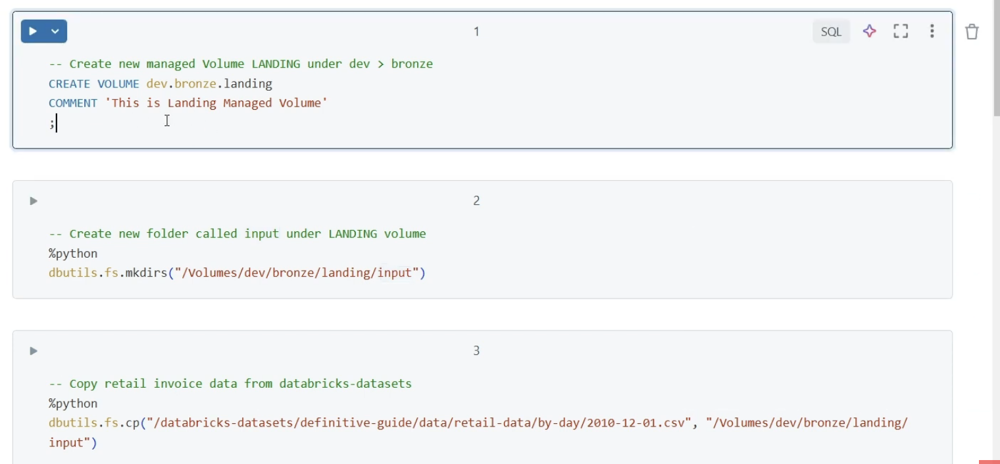 1
SQL
-- Create new managed Volume LANDING under dev > bronze
CREATE VOLUME dev.bronze.landing
COMMENT 'This is Landing Managed Volume'
;
2
-- Create new folder called input under LANDING volume
%python
dbutils.fs.mkdirs("/Volumes/dev/bronze/landing/input")
3
-- Copy retail invoice data from databricks-datasets
%python
dbutils.fs.cp("/databricks-datasets/definitive-guide/data/retail-data/by-day/2010-12-01.csv", "/Volumes/dev/bronze/landing/
input")